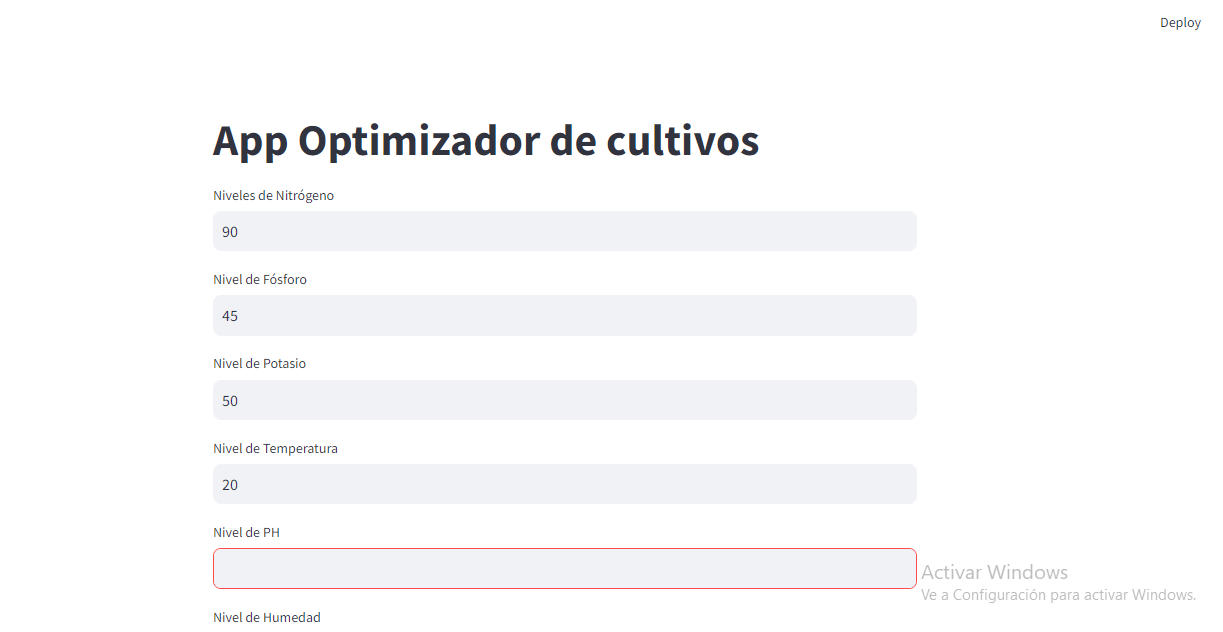 Deploy
App Optimizador de cultivos
Niveles de Nitrógeno
90
Nivel de Fósforo
45
Nivel de Potasio
50
Nivel de Temperatura
20
Nivel de PH
Activar Windows
Ve a Configuración para activar Windows.
Nivel de Humedad